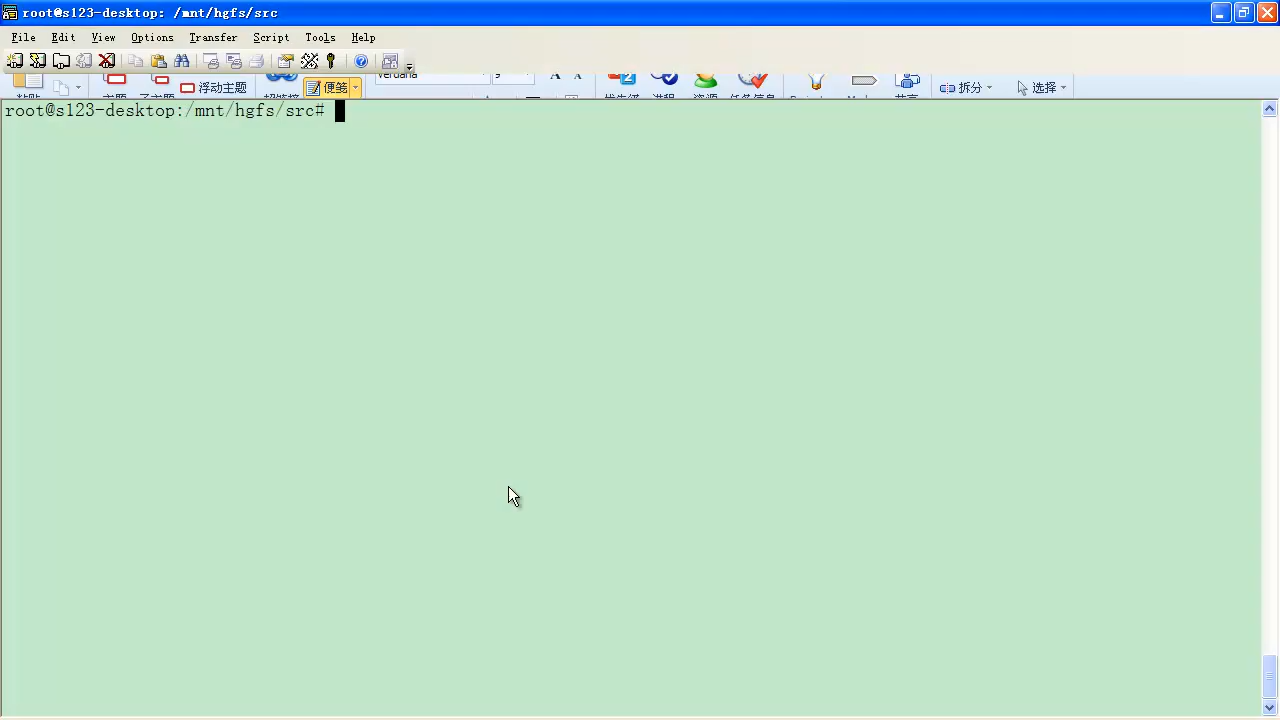 root@s123-desktop: /mnt/hgfs/src
File Edit View Options Transfer Script Tools Help
浮动主题 便笺 拆分 选择
root@s123-desktop:/mnt/hgfs/src#